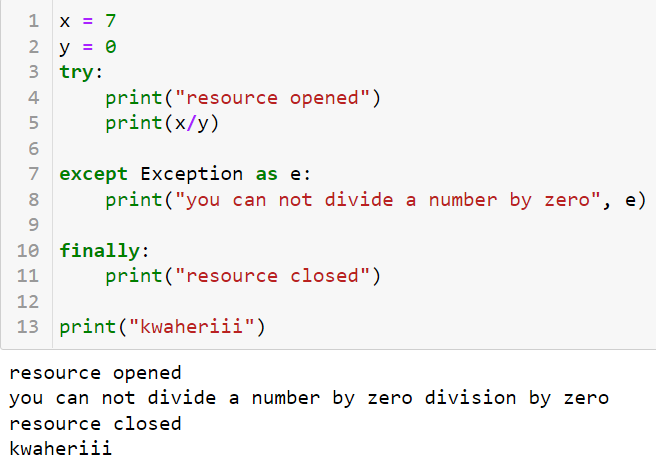 1 x = 7
2 y = 0
3 try:
4     print("resource opened")
5     print(x/y)
6
7 except Exception as e:
8     print("you can not divide a number by zero", e)
9
10 finally:
11     print("resource closed")
12
13 print("kwaheriii")
resource opened
you can not divide a number by zero division by zero
resource closed
kwaheriii